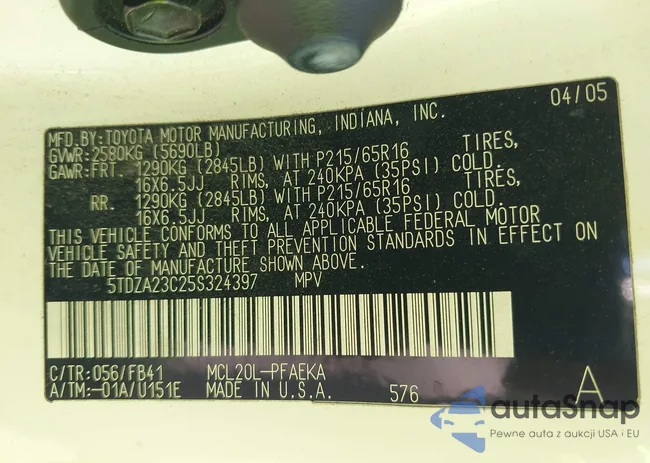 04/05
MFD.BY:TOYOTA MOTOR MANUFACTURING, INDIANA, INC.
GVWR:2580KG (5690LB)
GAWR:FRT. 1290KG (2845LB) WITH P215/65R16 TIRES,
16X6.5JJ RIMS, AT 240KPA (35PSI) COLD.
RR. 1290KG (2845LB) WITH P215/65R16 TIRES,
16X6.5JJ RIMS, AT 240KPA (35PSI) COLD.
THIS VEHICLE CONFORMS TO ALL APPLICABLE FEDERAL MOTOR
VEHICLE SAFETY AND THEFT PREVENTION STANDARDS IN EFFECT ON
THE DATE OF MANUFACTURE SHOWN ABOVE.
5TDZA23C25S324397 MPV
C/TR:056/FB41 MCL20L-PFAEKA
A/TM:-01A/U151E MADE IN U.S.A. 576 A
autaSnap
Pewne auta z aukcji USA i EU